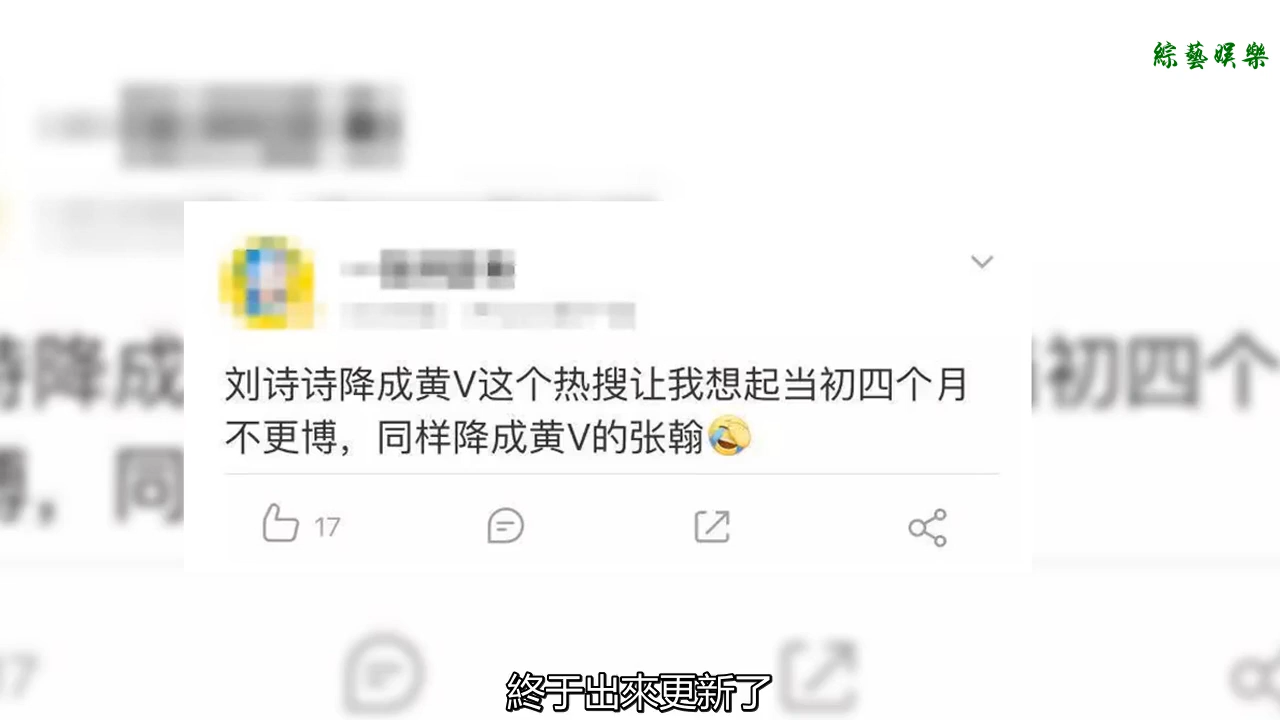 綜藝娱樂
刘诗诗降成黄V这个热搜让我想起当初四个月
不更博，同样降成黄V的张翰🤣
17
終于出來更新了